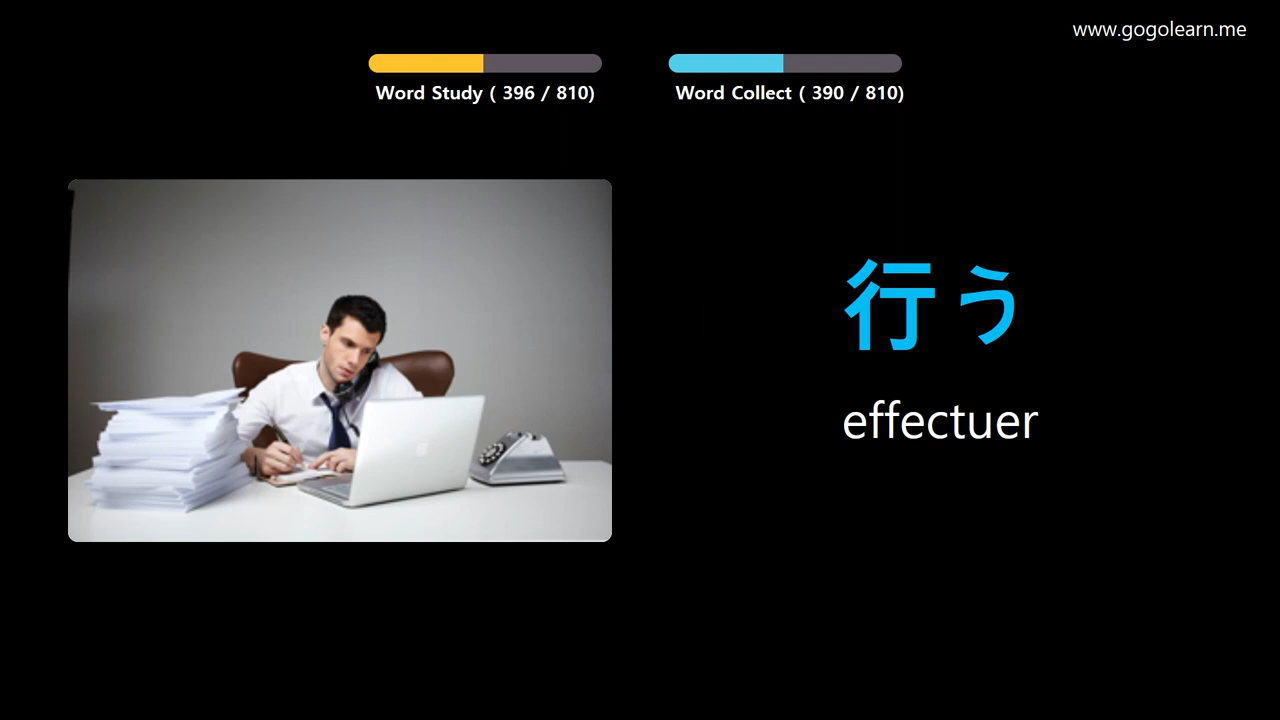 www.gogolearn.me
Word Study ( 396 / 810)
Word Collect ( 390 / 810)
行う
effectuer